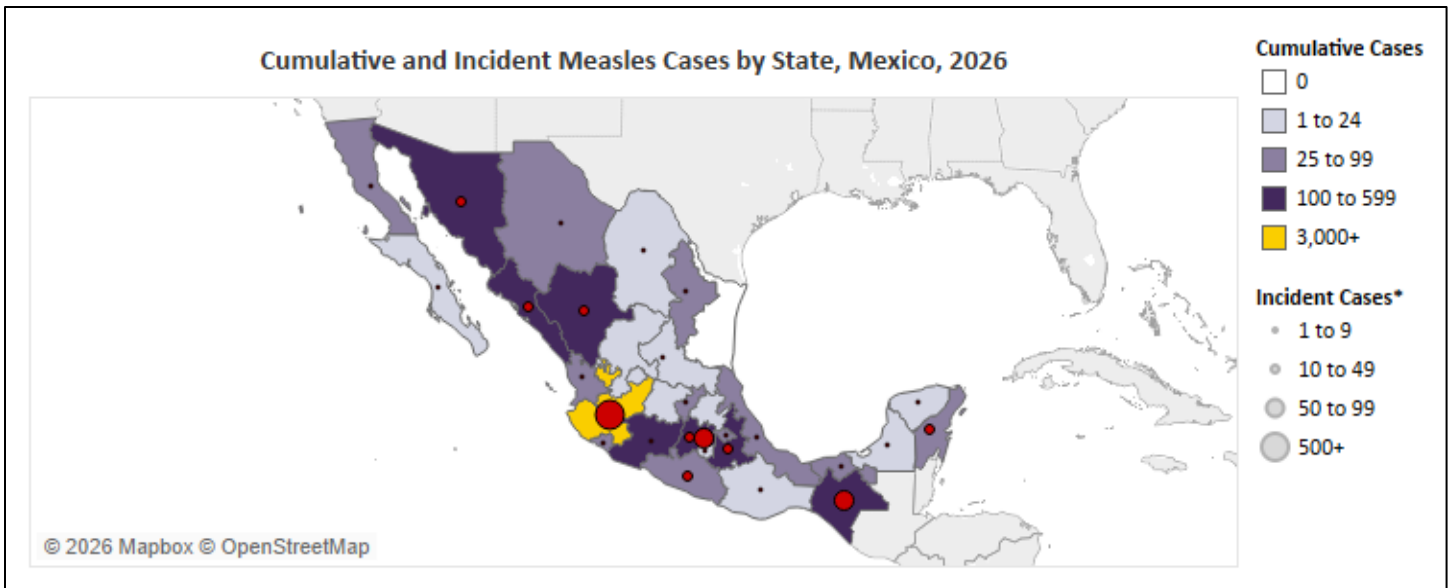 Cumulative and Incident Measles Cases by State, Mexico, 2026
Cumulative Cases
0
1 to 24
25 to 99
100 to 599
3,000+
Incident Cases*
1 to 9
10 to 49
50 to 99
500+
© 2026 Mapbox © OpenStreetMap